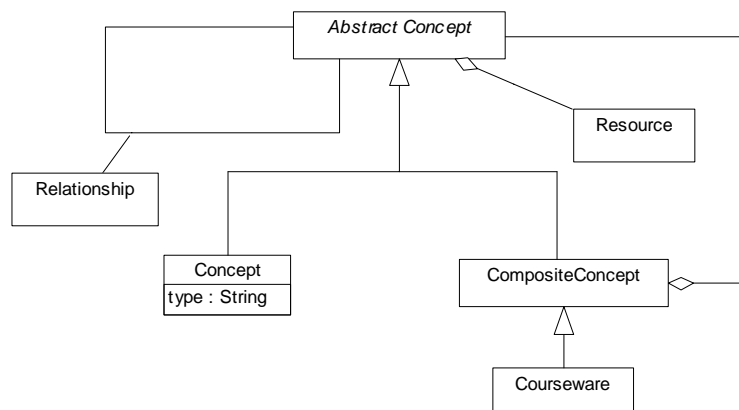 Abstract Concept
Resource
Relationship
Concept
type : String
CompositeConcept
Courseware